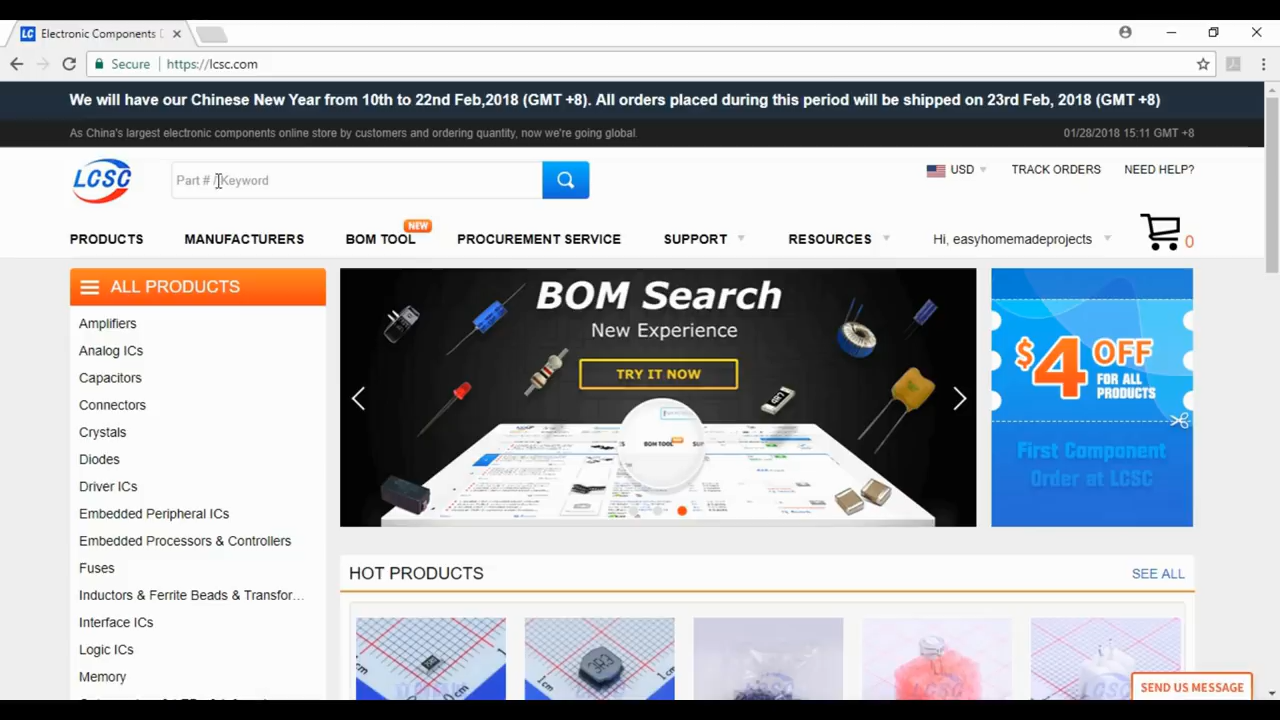 LC Electronic Components
Secure https://lcsc.com
We will have our Chinese New Year from 10th to 22nd Feb,2018 (GMT +8). All orders placed during this period will be shipped on 23rd Feb, 2018 (GMT +8)
As China's largest electronic components online store by customers and ordering quantity, now we're going global.
01/28/2018 15:11 GMT +8
LCSC
Part # / Keyword
USD
TRACK ORDERS
NEED HELP?
NEW
PRODUCTS
MANUFACTURERS
BOM TOOL
PROCUREMENT SERVICE
SUPPORT
RESOURCES
Hi, easyhomemadeprojects
0
ALL PRODUCTS
Amplifiers
Analog ICs
Capacitors
Connectors
Crystals
Diodes
Driver ICs
Embedded Peripheral ICs
Embedded Processors & Controllers
Fuses
Inductors & Ferrite Beads & Transfor...
Interface ICs
Logic ICs
Memory
BOM Search
New Experience
TRY IT NOW
BOM TOOL
$4 OFF
FOR ALL
PRODUCTS
First Component
Order at LCSC
HOT PRODUCTS
SEE ALL
3R3
SEND US MESSAGE